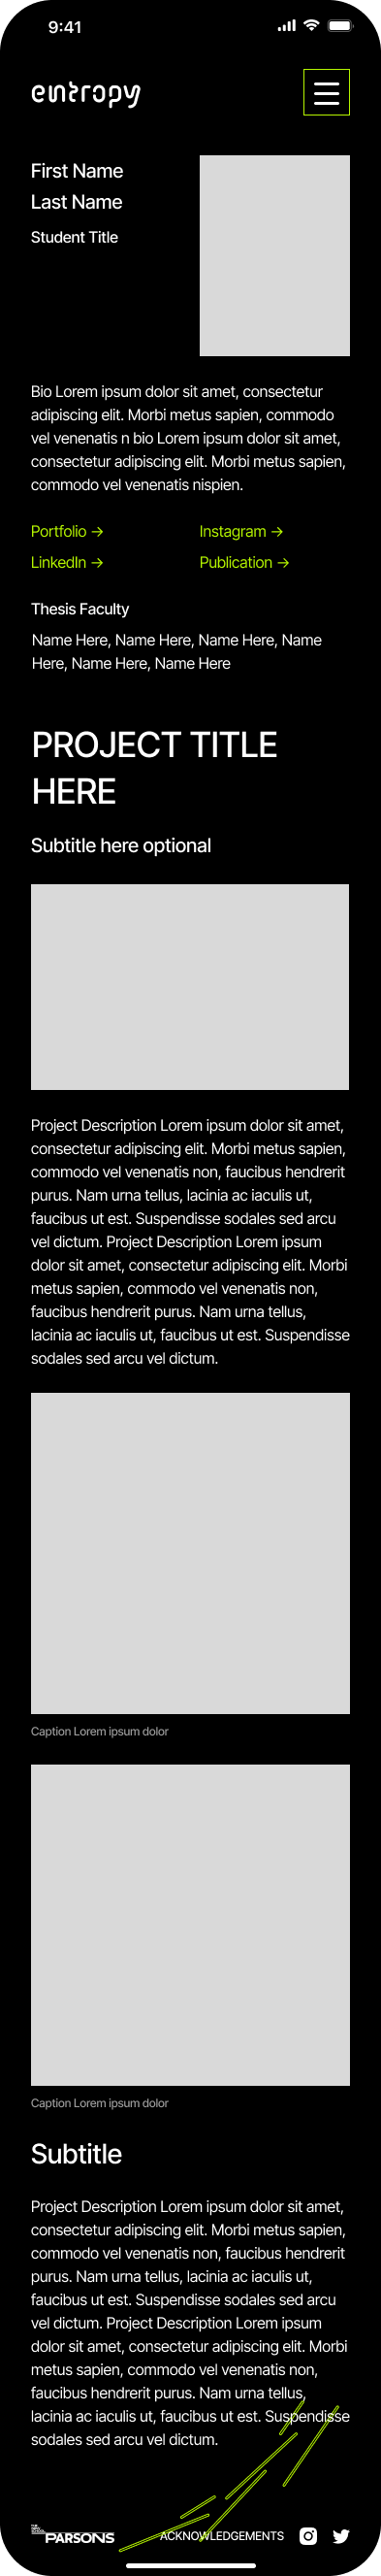 9:41
entropy
First Name
Last Name
Student Title
Bio Lorem ipsum dolor sit amet, consectetur
adipiscing elit. Morbi metus sapien, commodo
vel venenatis n bio Lorem ipsum dolor sit amet,
consectetur adipiscing elit. Morbi metus sapien,
commodo vel venenatis nispien.
Portfolio → Instagram →
LinkedIn → Publication →
Thesis Faculty
Name Here, Name Here, Name Here, Name
Here, Name Here, Name Here
PROJECT TITLE
HERE
Subtitle here optional
Project Description Lorem ipsum dolor sit amet,
consectetur adipiscing elit. Morbi metus sapien,
commodo vel venenatis non, faucibus hendrerit
purus. Nam urna tellus, lacinia ac iaculis ut,
faucibus ut est. Suspendisse sodales sed arcu
vel dictum. Project Description Lorem ipsum
dolor sit amet, consectetur adipiscing elit. Morbi
metus sapien, commodo vel venenatis non,
faucibus hendrerit purus. Nam urna tellus,
lacinia ac iaculis ut, faucibus ut est. Suspendisse
sodales sed arcu vel dictum.
Caption Lorem ipsum dolor
Caption Lorem ipsum dolor
Subtitle
Project Description Lorem ipsum dolor sit amet,
consectetur adipiscing elit. Morbi metus sapien,
commodo vel venenatis non, faucibus hendrerit
purus. Nam urna tellus, lacinia ac iaculis ut,
faucibus ut est. Suspendisse sodales sed arcu
vel dictum. Project Description Lorem ipsum
dolor sit amet, consectetur adipiscing elit. Morbi
metus sapien, commodo vel venenatis non,
faucibus hendrerit purus. Nam urna tellus,
lacinia ac iaculis ut, faucibus ut est. Suspendisse
sodales sed arcu vel dictum.
PARSONS ACKNOWLEDGEMENTS